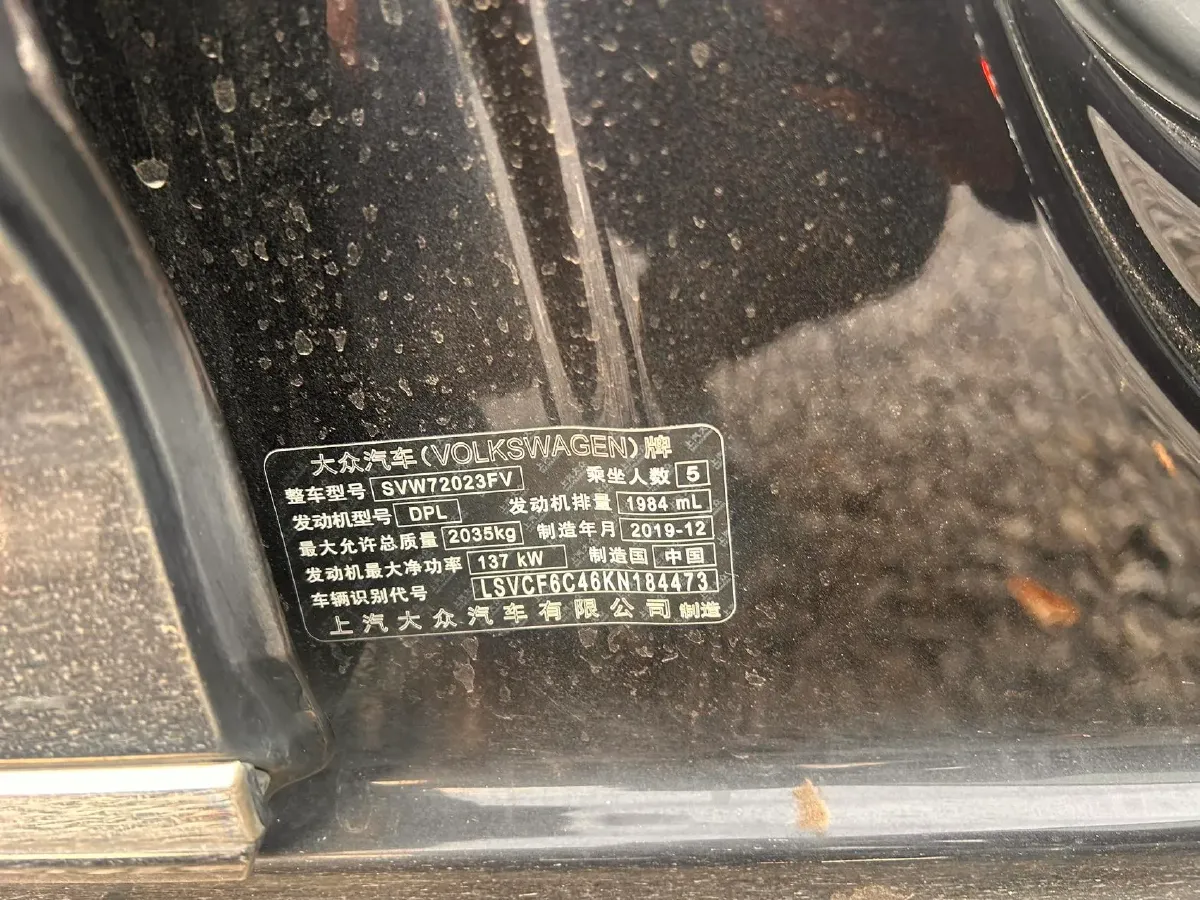 大众汽车(VOLKSWAGEN)牌
整车型号 SVW72023FV 乘坐人数 5
发动机型号 DPL 发动机排量 1984 mL
最大允许总质量 2035kg 制造年月 2019-12
发动机最大净功率 137 kW 制造国 中国
车辆识别代号 LSVCF6C46KN184473
上汽大众汽车有限公司 制造